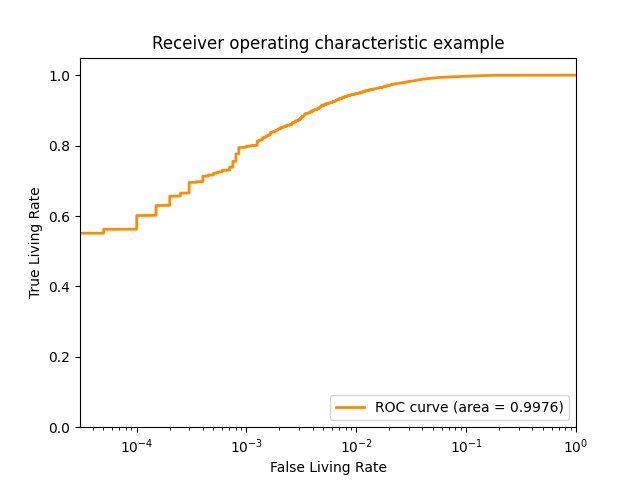 Receiver operating characteristic example
True Living Rate
1.0
0.8
0.6
0.4
0.2
0.0
ROC curve (area = 0.9976)
10⁻⁴ 10⁻³ 10⁻² 10⁻¹ 10⁰
False Living Rate